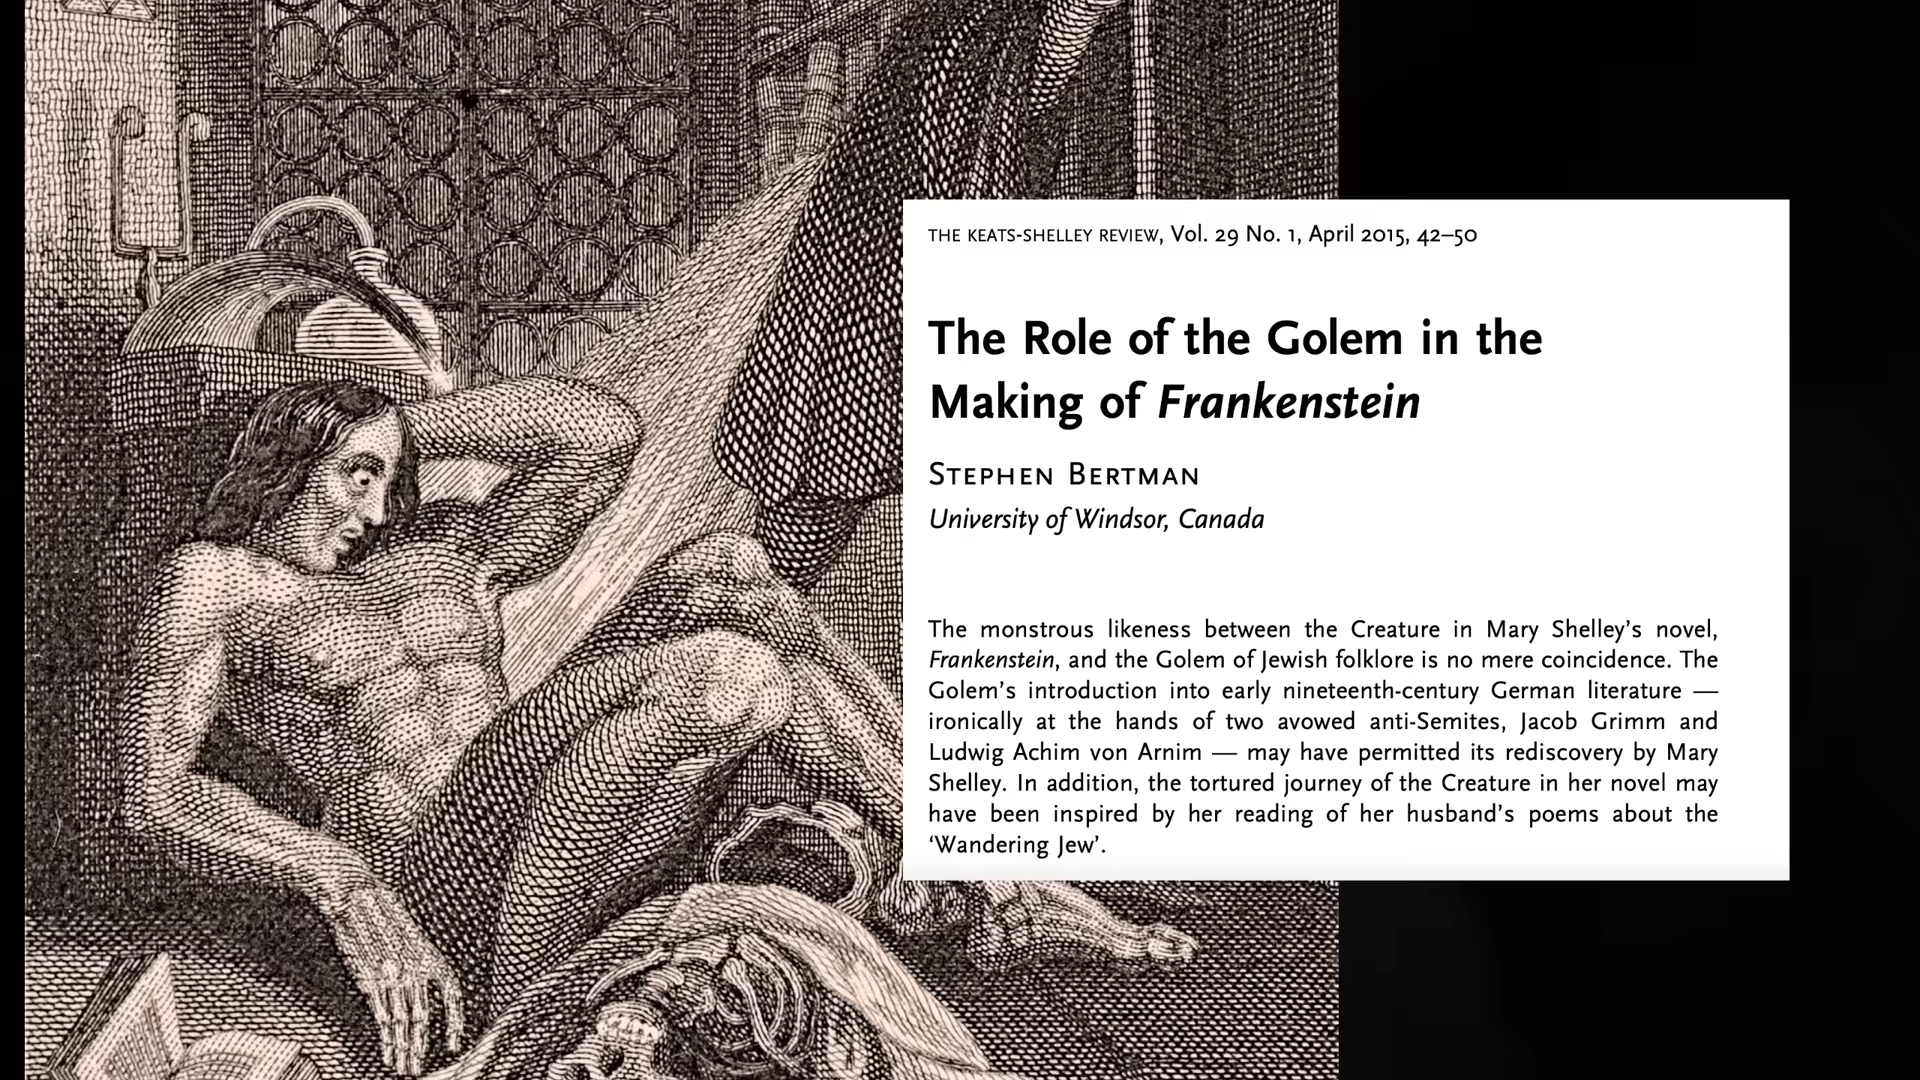 THE KEATS-SHELLEY REVIEW, Vol. 29 No. 1, April 2015, 42–50
The Role of the Golem in the
Making of Frankenstein
STEPHEN BERTMAN
University of Windsor, Canada
The monstrous likeness between the Creature in Mary Shelley’s novel,
Frankenstein, and the Golem of Jewish folklore is no mere coincidence. The
Golem’s introduction into early nineteenth-century German literature —
ironically at the hands of two avowed anti-Semites, Jacob Grimm and
Ludwig Achim von Arnim — may have permitted its rediscovery by Mary
Shelley. In addition, the tortured journey of the Creature in her novel may
have been inspired by her reading of her husband’s poems about the
‘Wandering Jew’.